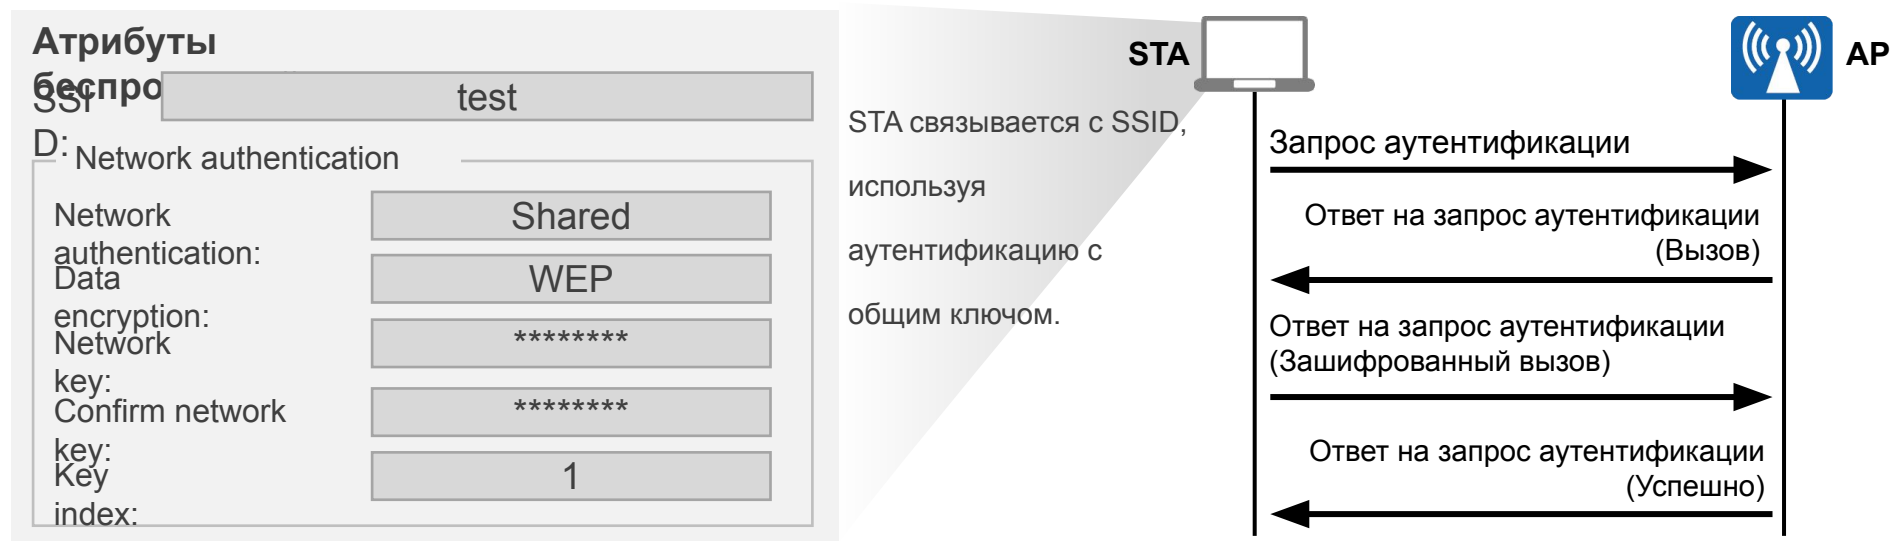 Атрибуты
SSI
D:
test
Network authentication
Network
authentication:
Shared
Data
encryption:
WEP
Network
key:
********
Confirm network
key:
********
Key
index:
1
STA связывается с SSID,
используя
аутентификацию с
общим ключом.
STA
AP
Запрос аутентификации
Ответ на запрос аутентификации
(Вызов)
Ответ на запрос аутентификации
(Зашифрованный вызов)
Ответ на запрос аутентификации
(Успешно)